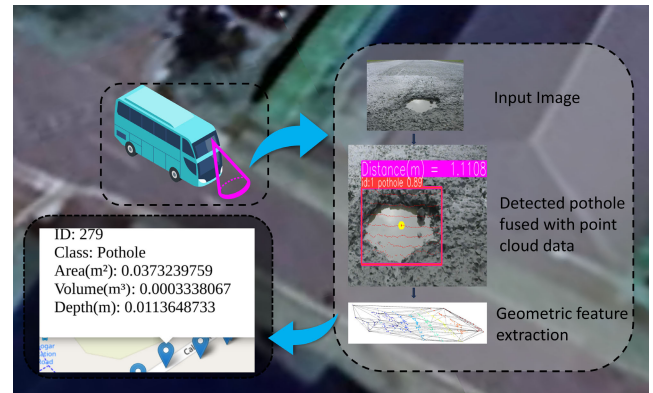 Input Image
Distance(m) = 1.1108
id:1 pothole 0.89
Detected pothole
fused with point
cloud data
Geometric feature
extraction
ID: 279
Class: Pothole
Area(m²): 0.0373239759
Volume(m³): 0.0003338067
Depth(m): 0.0113648733